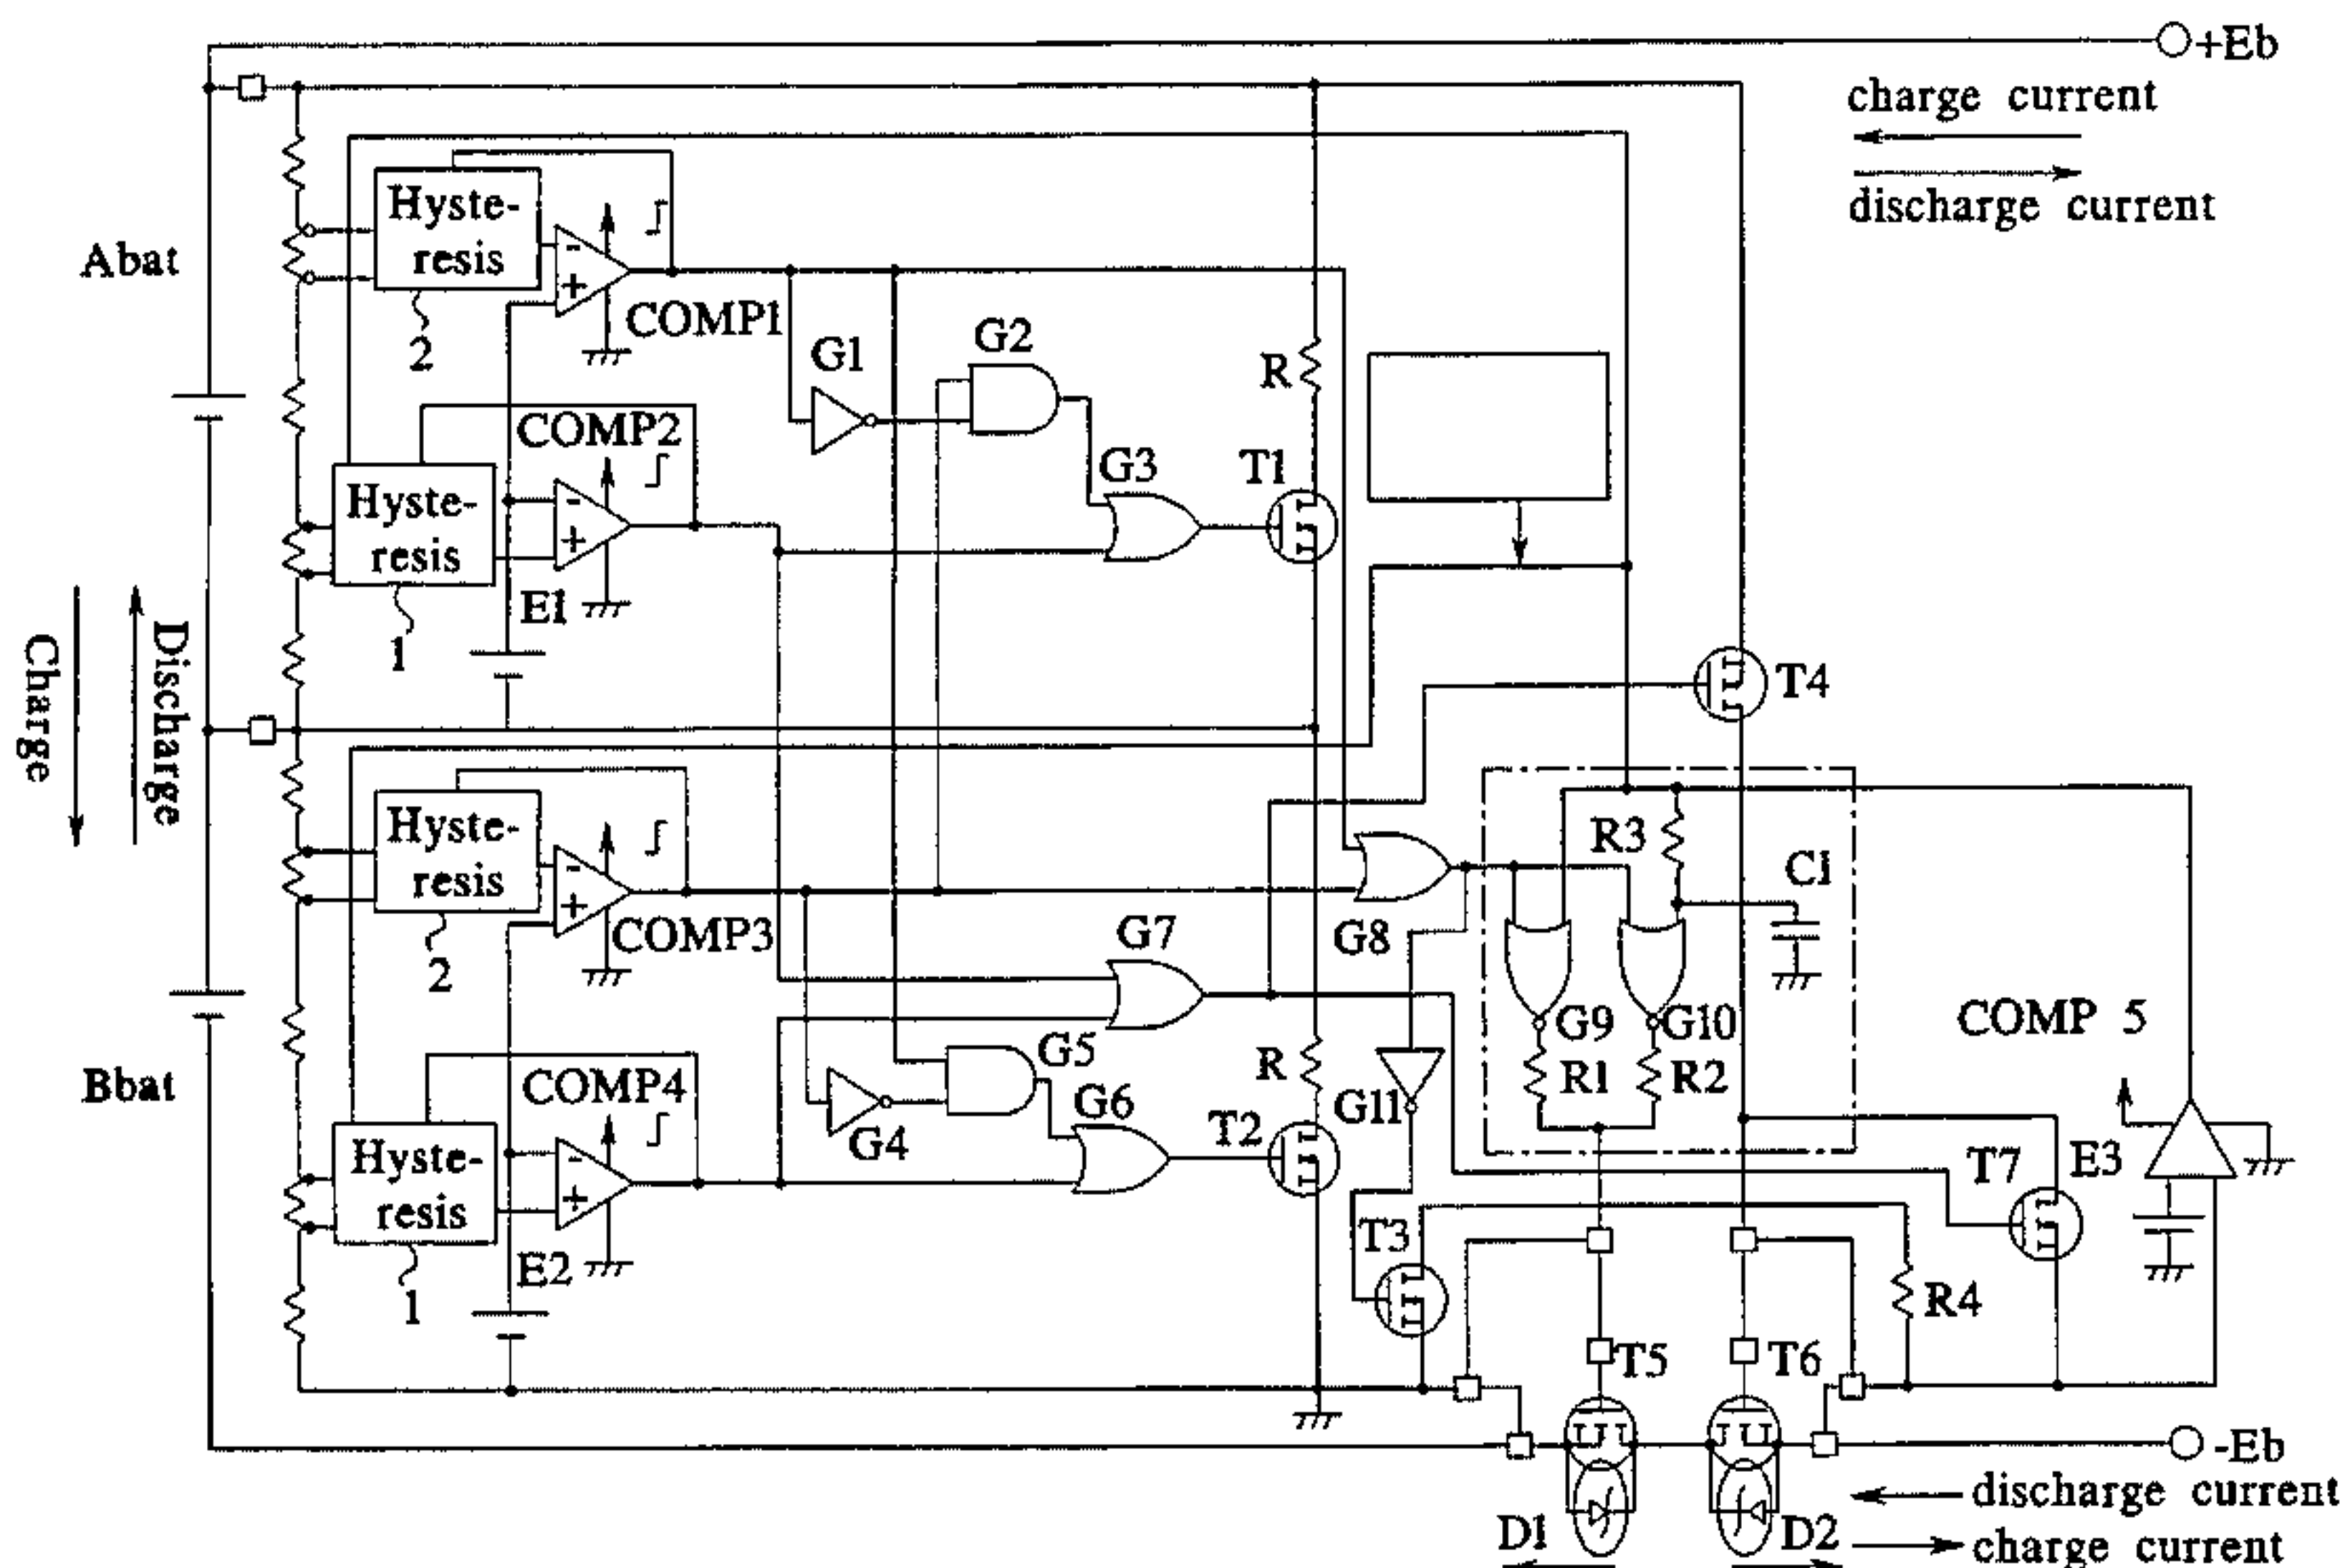 +Eb
charge current
discharge current
Hyste-
resis
2
COMP1
Abat
G1
G2
R
COMP2
G3
T1
Hyste-
resis
1
E1
Charge
Discharge
T4
Hyste-
resis
2
COMP3
G7
G8
R3
C1
G9
G10
COMP 5
Bbat
COMP4
G4
G5
G6
R
T2
G11
R1
R2
T7
E3
Hyste-
resis
1
E2
T3
R4
T5
T6
-Eb
discharge current
D1
D2
charge current